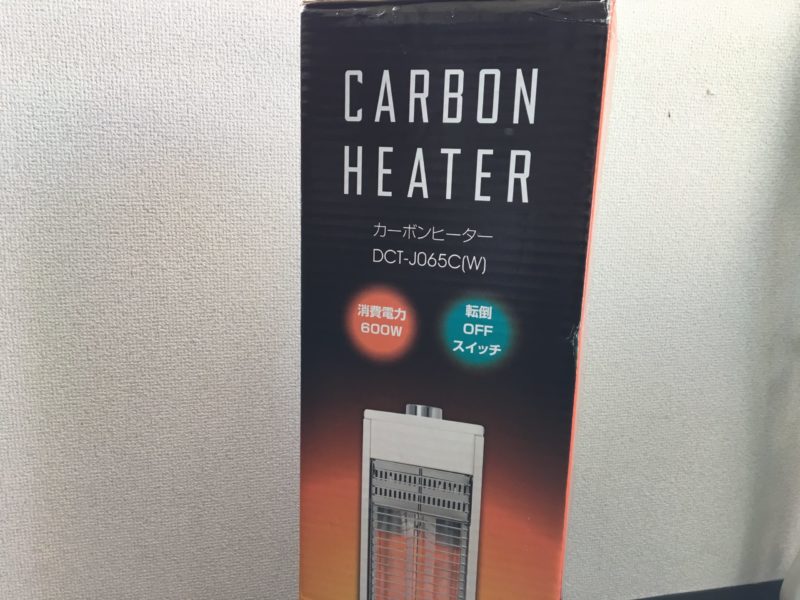 CARBON
HEATER
カーボンヒーター
DCT-J065C(W)
消費電力
600W
転倒
OFF
スイッチ